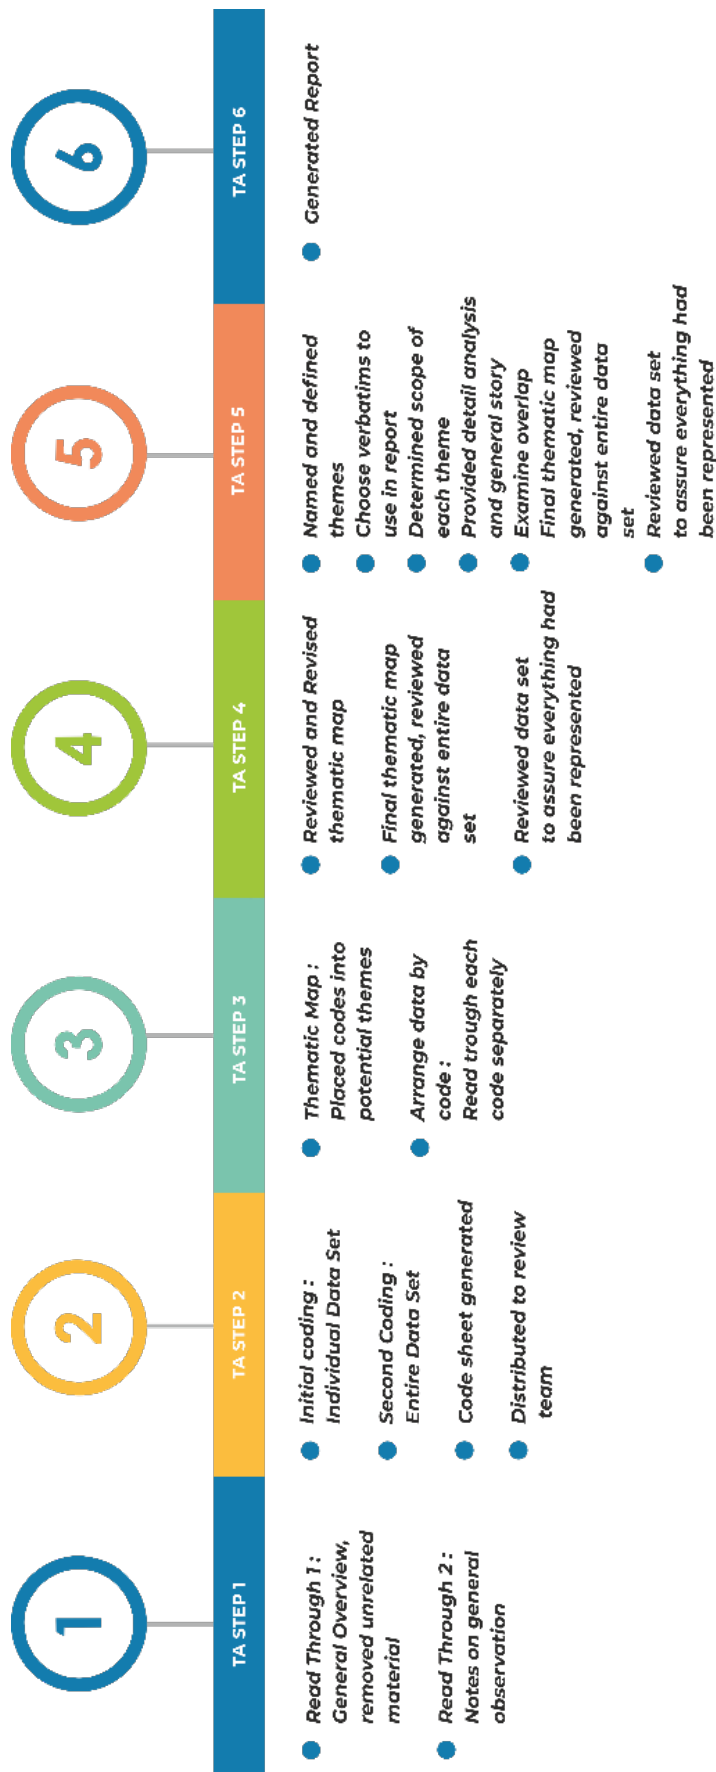 1
TA STEP 1
Read Through 1 :
General Overview,
removed unrelated
material
Read Through 2 :
Notes on general
observation
2
TA STEP 2
Initial coding :
Individual Data Set
Second Coding :
Entire Data Set
Code sheet generated
Distributed to review
team
3
TA STEP 3
Thematic Map :
Placed codes into
potential themes
Arrange data by
code :
Read trough each
code separately
4
TA STEP 4
Reviewed and Revised
thematic map
Final thematic map
generated, reviewed
against entire data
set
Reviewed data set
to assure everything had
been represented
5
TA STEP 5
Named and defined
themes
Choose verbatims to
use in report
Determined scope of
each theme
Provided detail analysis
and general story
Examine overlap
Final thematic map
generated, reviewed
against entire data
set
Reviewed data set
to assure everything had
been represented
6
TA STEP 6
Generated Report